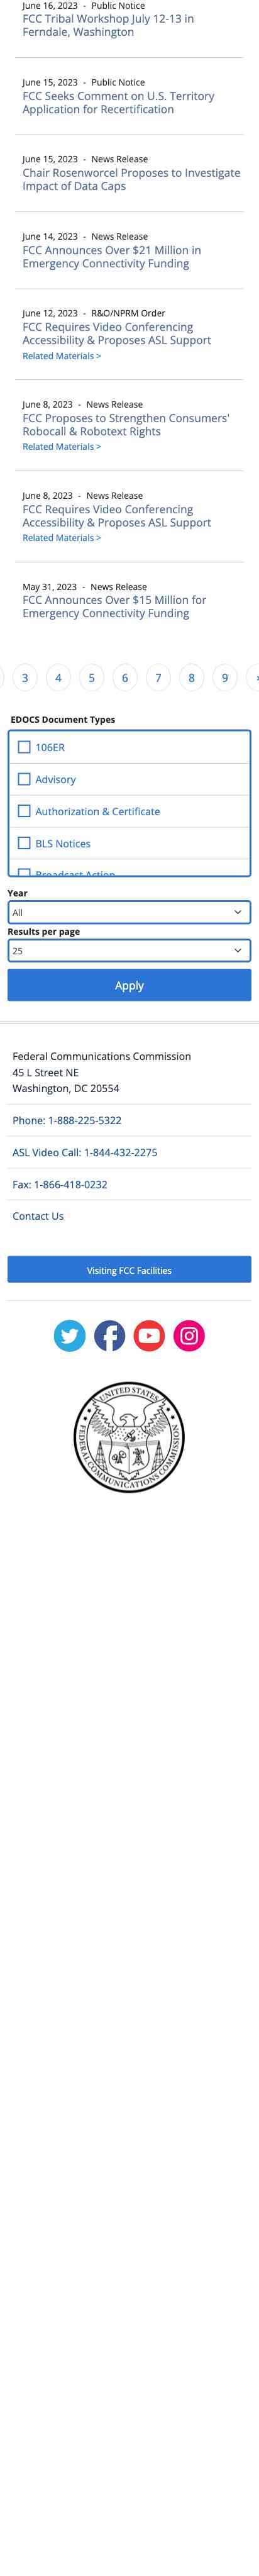 June 16, 2023 - Public Notice
FCC Tribal Workshop July 12-13 in
Ferndale, Washington
June 15, 2023 - Public Notice
FCC Seeks Comment on U.S. Territory
Application for Recertification
June 15, 2023 - News Release
Chair Rosenworcel Proposes to Investigate
Impact of Data Caps
June 14, 2023 - News Release
FCC Announces Over $21 Million in
Emergency Connectivity Funding
June 12, 2023 - R&O/NPRM Order
FCC Requires Video Conferencing
Accessibility & Proposes ASL Support
Related Materials >
June 8, 2023 - News Release
FCC Proposes to Strengthen Consumers'
Robocall & Robotext Rights
Related Materials >
June 8, 2023 - News Release
FCC Requires Video Conferencing
Accessibility & Proposes ASL Support
Related Materials >
May 31, 2023 - News Release
FCC Announces Over $15 Million for
Emergency Connectivity Funding
3 4 5 6 7 8 9 »
EDOCS Document Types
106ER
Advisory
Authorization & Certificate
BLS Notices
Broadcast Action
Year
All
Results per page
25
Apply
Federal Communications Commission
45 L Street NE
Washington, DC 20554
Phone: 1-888-225-5322
ASL Video Call: 1-844-432-2275
Fax: 1-866-418-0232
Contact Us
Visiting FCC Facilities
UNITED STATES
FEDERAL COMMUNICATIONS COMMISSION